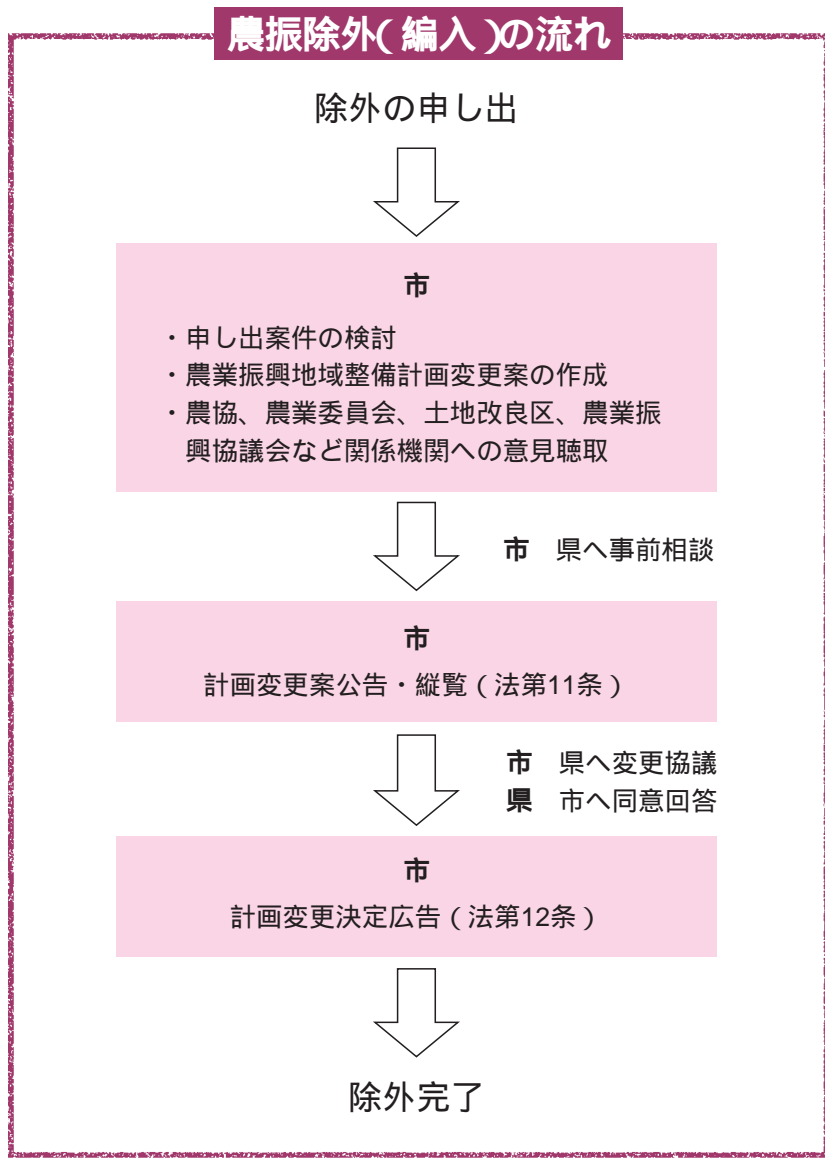 農振除外(編入)の流れ
除外の申し出
市
・申し出案件の検討
・農業振興地域整備計画変更案の作成
・農協、農業委員会、土地改良区、農業振
興協議会など関係機関への意見聴取
市　県へ事前相談
市
計画変更案公告・縦覧（法第11条）
市　県へ変更協議
県　市へ同意回答
市
計画変更決定広告（法第12条）
除外完了